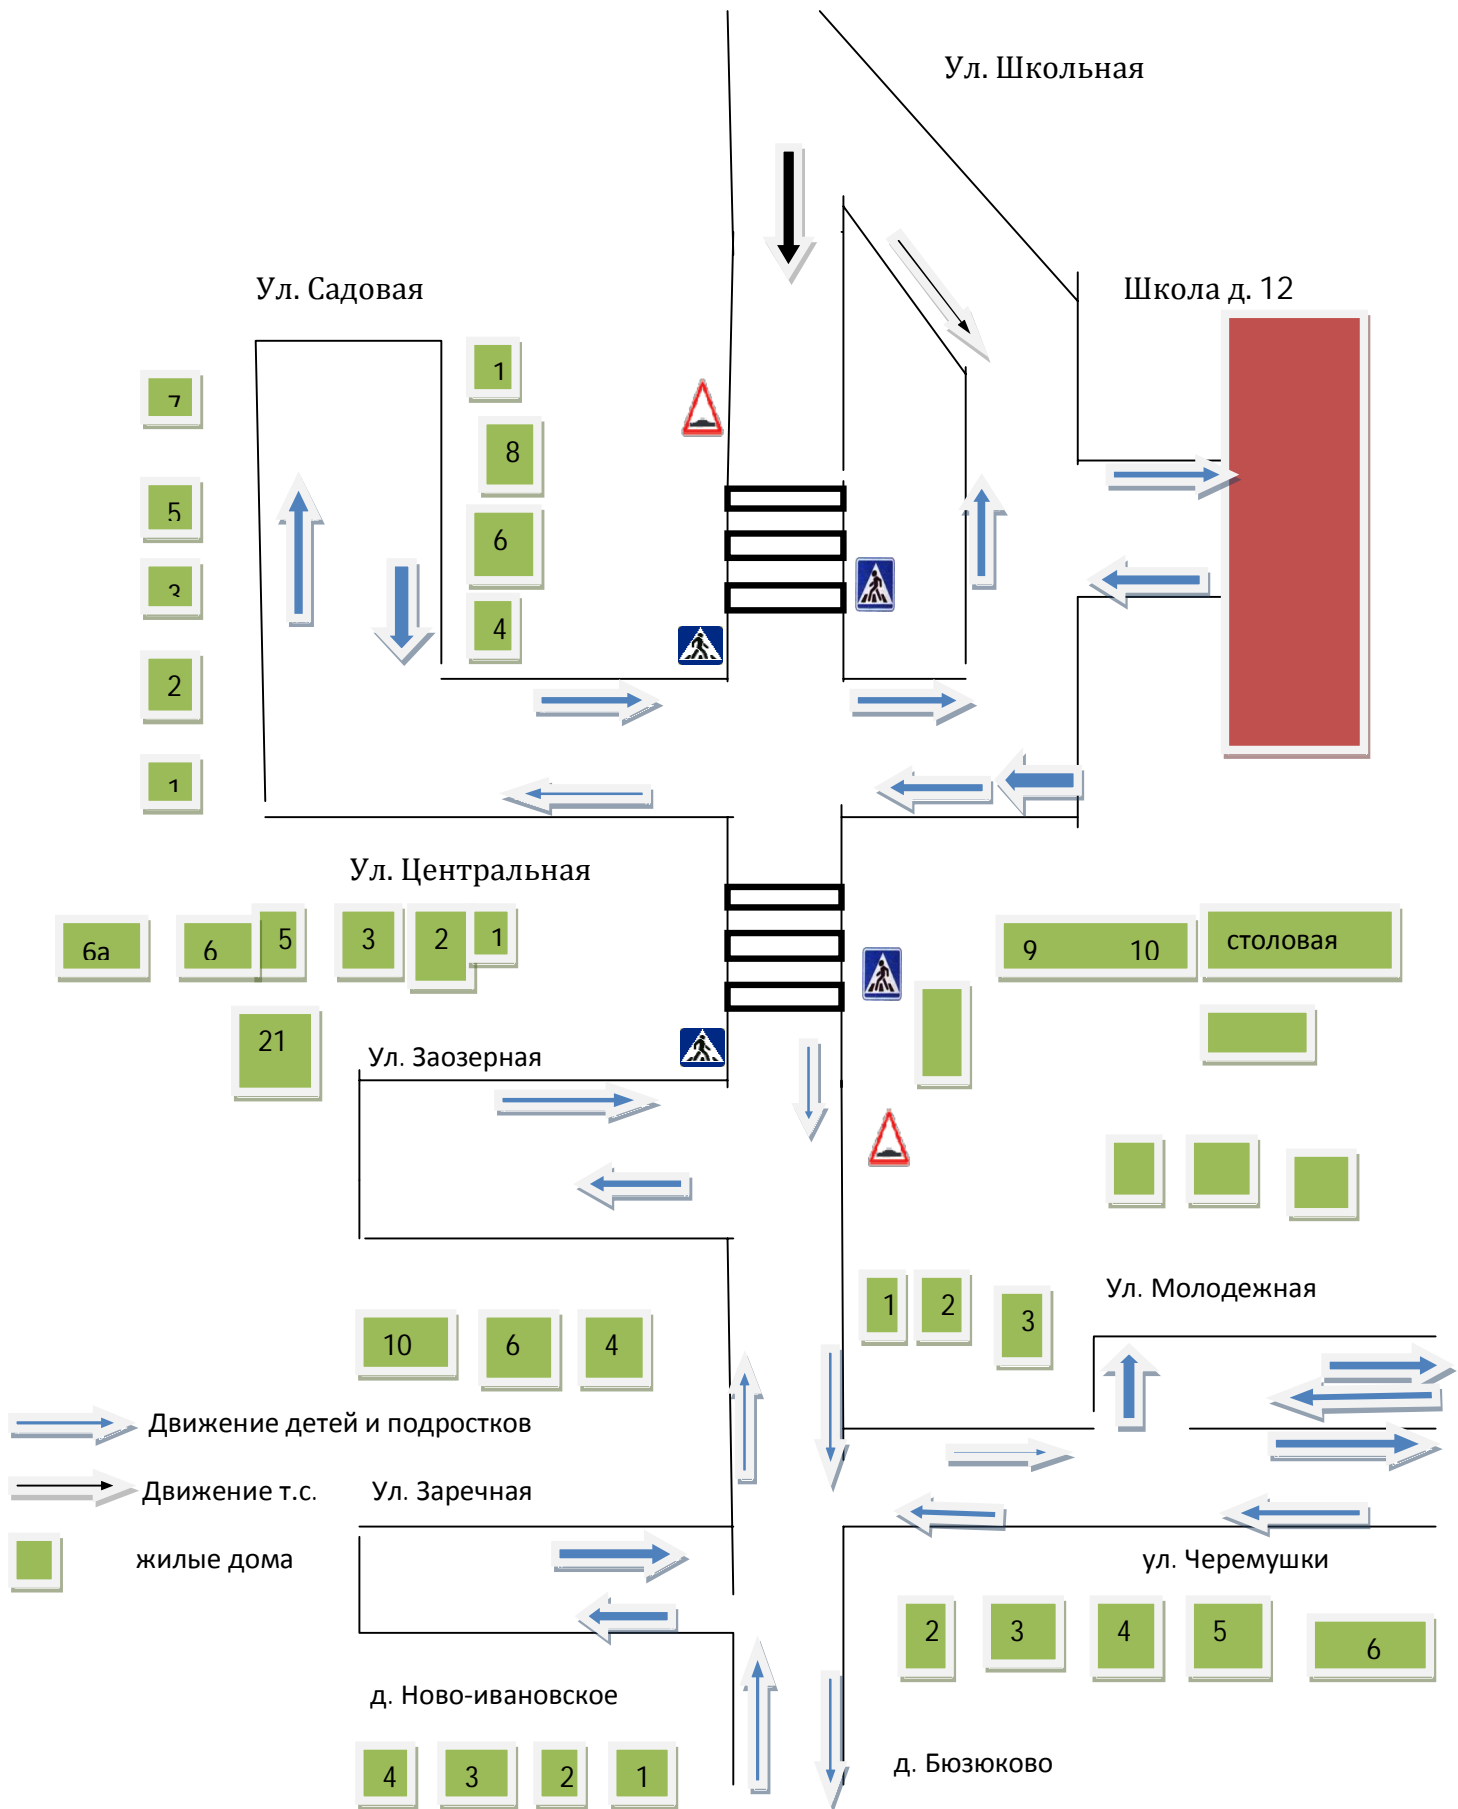 Ул. Школьная
Ул. Садовая
Школа д. 12
1
7
8
5
6
3
4
2
1
Ул. Центральная
6а
6
5
3
2
1
9
10
столовая
21
Ул. Заозерная
Ул. Молодежная
1
2
3
10
6
4
Движение детей и подростков
Движение т.с.
Ул. Заречная
жилые дома
ул. Черемушки
2
3
4
5
6
д. Ново-ивановское
д. Бюзюково
4
3
2
1